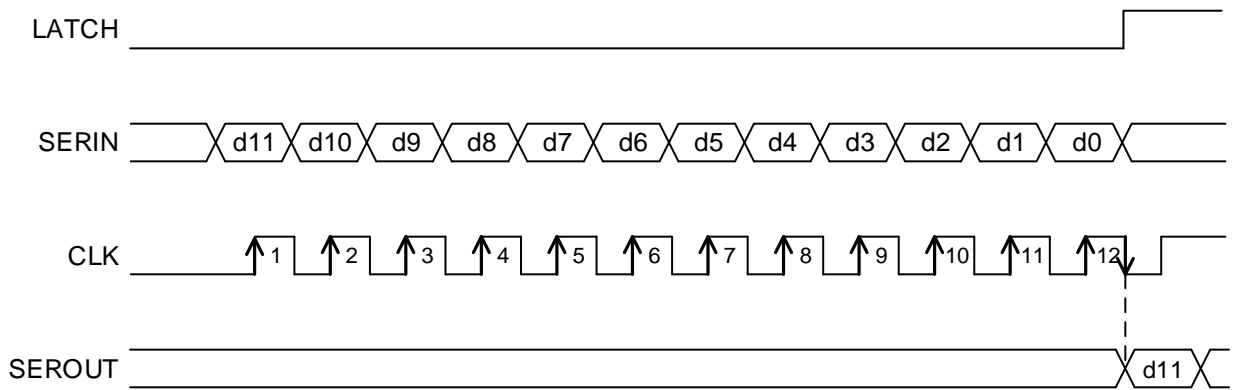 LATCH
SERIN d11 d10 d9 d8 d7 d6 d5 d4 d3 d2 d1 d0
CLK 1 2 3 4 5 6 7 8 9 10 11 12
SEROUT d11